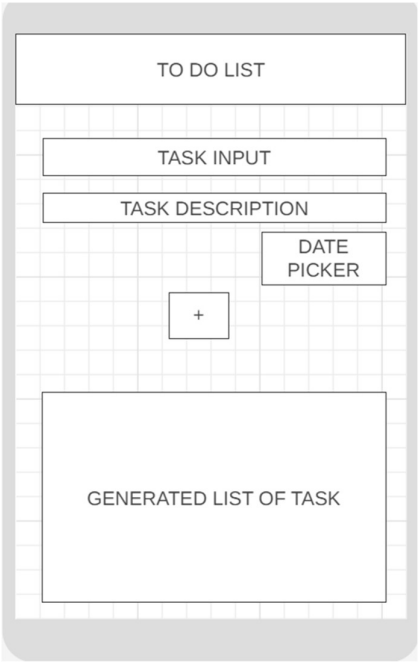 TO DO LIST
TASK INPUT
TASK DESCRIPTION
DATE
PICKER
+
GENERATED LIST OF TASK